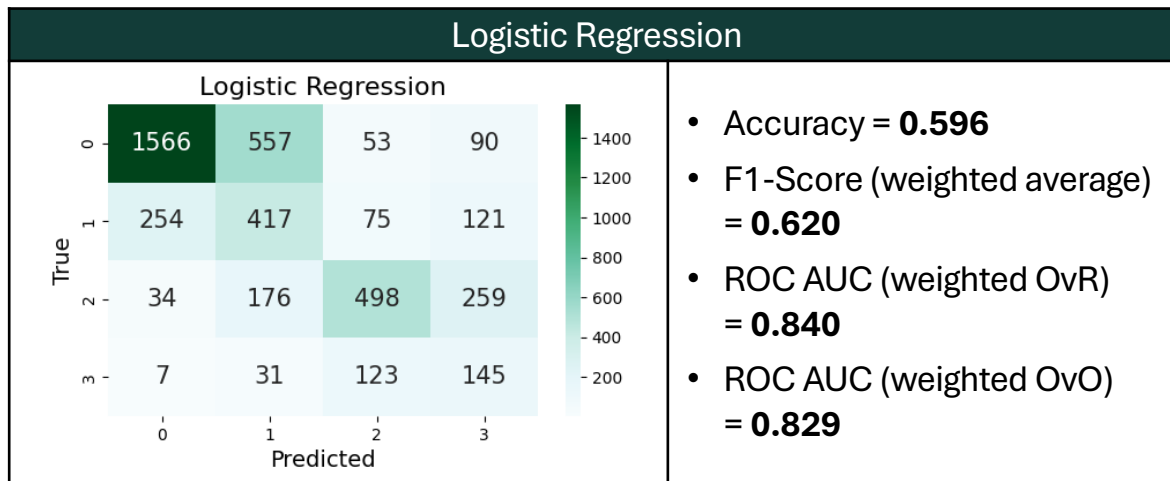 Logistic Regression
Logistic Regression
0 1566 557 53 90
1 254 417 75 121
2 34 176 498 259
3 7 31 123 145
0 1 2 3
True
Predicted
1400
1200
1000
800
600
400
200
• Accuracy = 0.596
• F1-Score (weighted average)
= 0.620
• ROC AUC (weighted OvR)
= 0.840
• ROC AUC (weighted OvO)
= 0.829